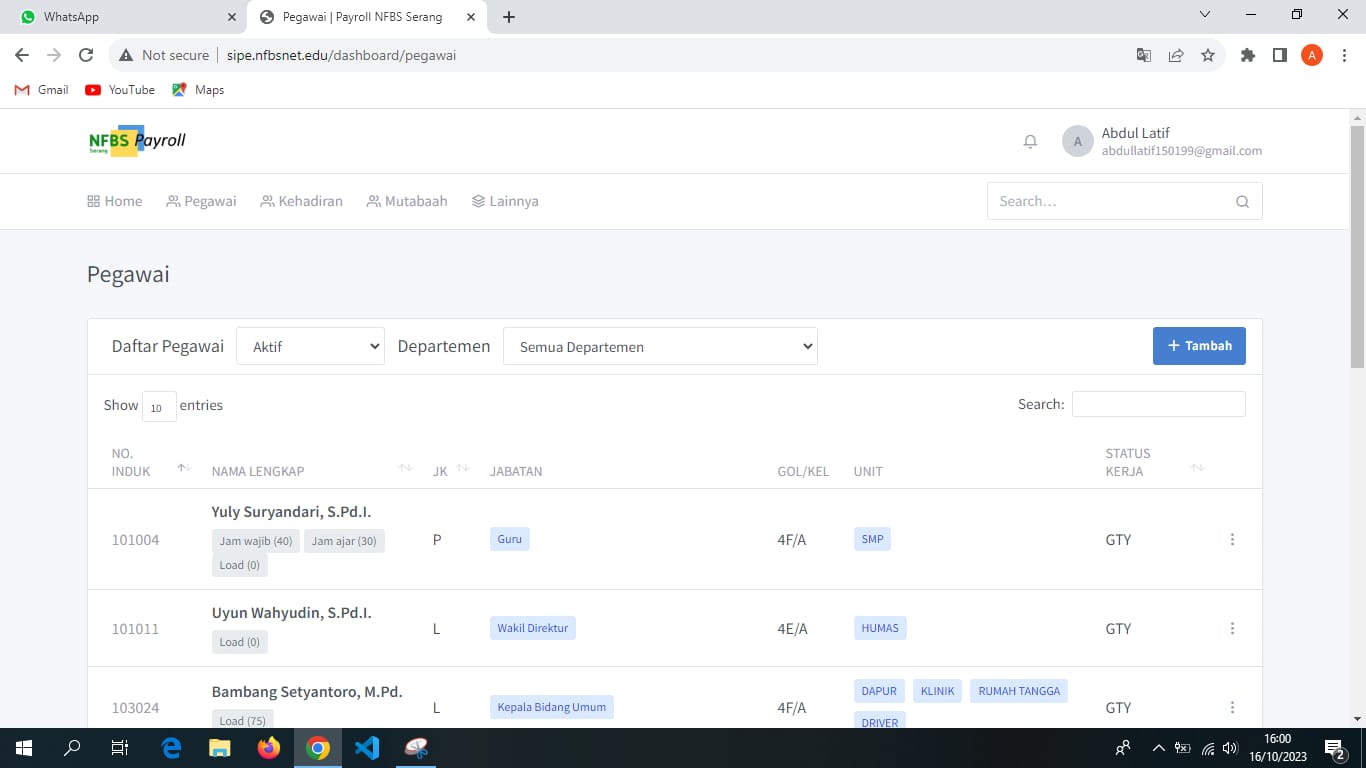 WhatsApp
Pegawai | Payroll NFBS Serang
Not secure
sipe.nfbsnet.edu/dashboard/pegawai
A
Gmail YouTube Maps
NFBS Payroll
Serang
A
Abdul Latif
abdullatif150199@gmail.com
Home Pegawai Kehadiran Mutabaah Lainnya
Search...
Pegawai
Daftar Pegawai Aktif Departemen Semua Departemen + Tambah
Show 10 entries Search:
NO. INDUK NAMA LENGKAP JK JABATAN GOL/KEL UNIT STATUS KERJA
Yuly Suryandari, S.Pd.I.
101004 Jam wajib (40) Jam ajar (30) P Guru 4F/A SMP GTY
Load (0)
Uyun Wahyudin, S.Pd.I.
101011 Load (0) L Wakil Direktur 4E/A HUMAS GTY
Bambang Setyantoro, M.Pd. DAPUR KLINIK RUMAH TANGGA
103024 L Kepala Bidang Umum 4F/A GTY
Load (75) DRIVER
16:00
16/10/2023
2